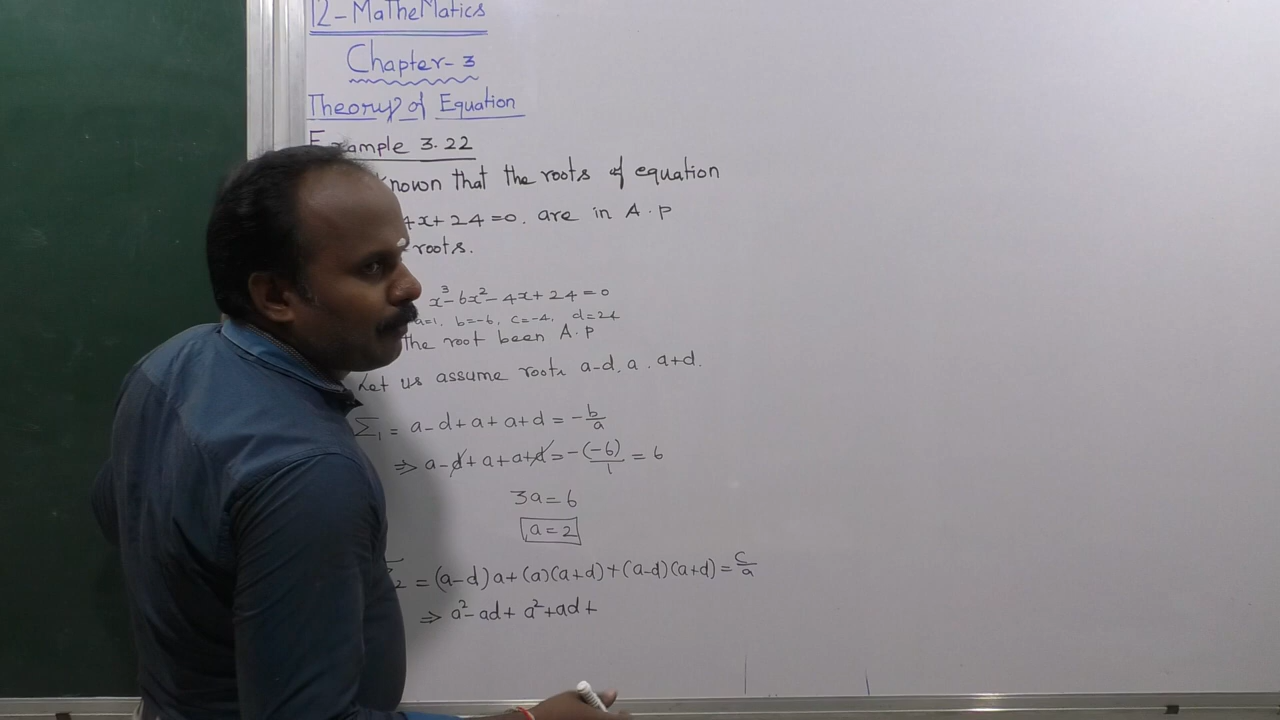 12-MaTheMatics
Chapter-3
Theory of Equation
Example 3.22
known that the roots of equation
4x+24=0. are in A.p
roots.
x³-6x²-4x+24=0
a=1, b=-6, c=-4, d=24
the root been A.p
Let us assume roots a-d, a, a+d.
Σ₁ = a-d+a+a+d = -b/a
⇒ a-d+a+a+d = -(-6)/1 = 6
3a=6
a=2
₂ = (a-d)a+(a)(a+d)+(a-d)(a+d) = c/a
⇒ a²-ad+a²+ad+